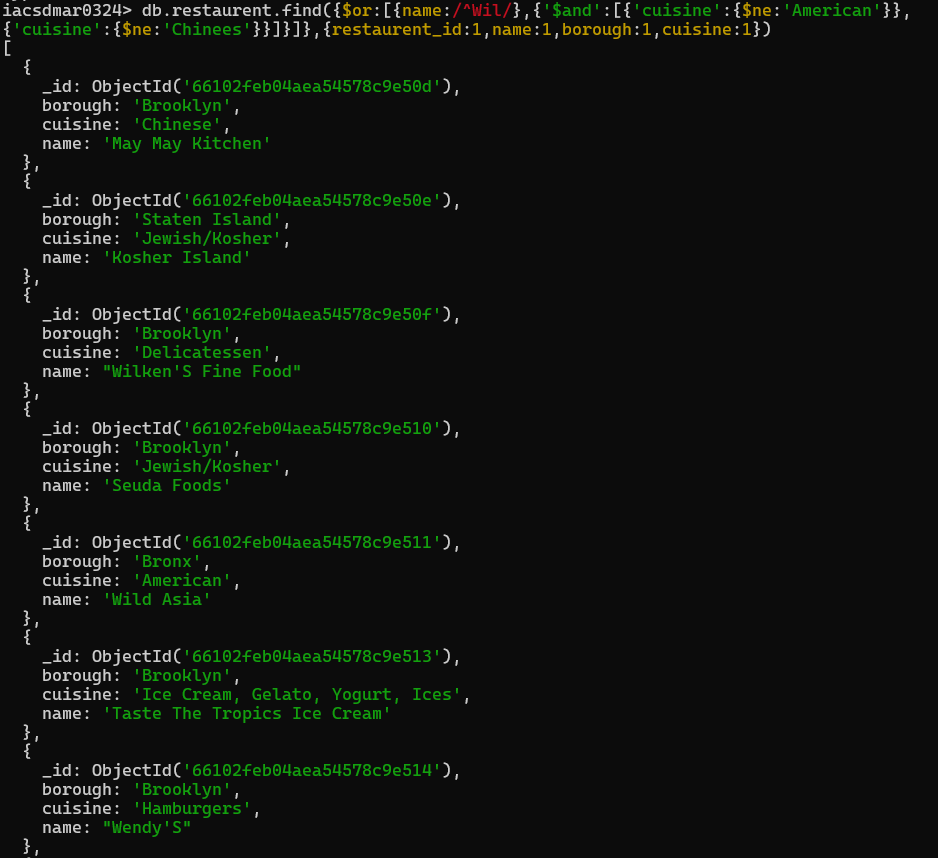 iacsdmar0324> db.restaurent.find({$or:[{name:/^Wil/},{'$and':[{'cuisine':{$ne:'American'}},
{'cuisine':{$ne:'Chinees'}}]}]},{restaurent_id:1,name:1,borough:1,cuisine:1})
[
  {
    _id: ObjectId('66102feb04aea54578c9e50d'),
    borough: 'Brooklyn',
    cuisine: 'Chinese',
    name: 'May May Kitchen'
  },
  {
    _id: ObjectId('66102feb04aea54578c9e50e'),
    borough: 'Staten Island',
    cuisine: 'Jewish/Kosher',
    name: 'Kosher Island'
  },
  {
    _id: ObjectId('66102feb04aea54578c9e50f'),
    borough: 'Brooklyn',
    cuisine: 'Delicatessen',
    name: "Wilken'S Fine Food"
  },
  {
    _id: ObjectId('66102feb04aea54578c9e510'),
    borough: 'Brooklyn',
    cuisine: 'Jewish/Kosher',
    name: 'Seuda Foods'
  },
  {
    _id: ObjectId('66102feb04aea54578c9e511'),
    borough: 'Bronx',
    cuisine: 'American',
    name: 'Wild Asia'
  },
  {
    _id: ObjectId('66102feb04aea54578c9e513'),
    borough: 'Brooklyn',
    cuisine: 'Ice Cream, Gelato, Yogurt, Ices',
    name: 'Taste The Tropics Ice Cream'
  },
  {
    _id: ObjectId('66102feb04aea54578c9e514'),
    borough: 'Brooklyn',
    cuisine: 'Hamburgers',
    name: "Wendy'S"
  },